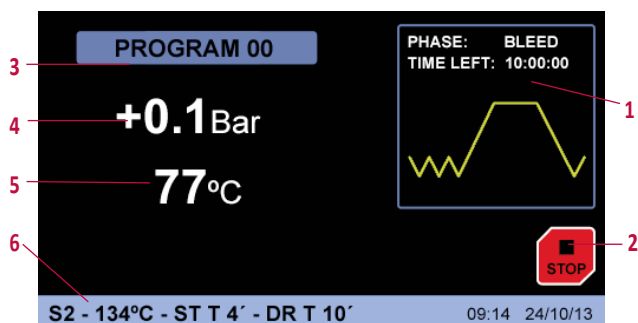 PROGRAM 00
PHASE: BLEED
TIME LEFT: 10:00:00
3
1
+0.1Bar
4
77ºC
5
2
STOP
6
S2 - 134ºC - ST T 4´ - DR T 10´
09:14 24/10/13